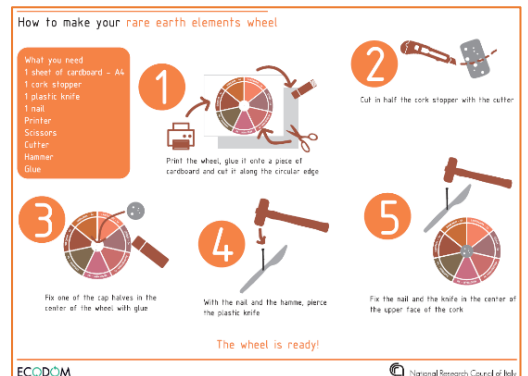 How to make your rare earth elements wheel
What you need
1 sheet of cardboard - A4
1 cork stopper
1 plastic knife
1 nail
Printer
Scissors
Cutter
Hammer
Glue
1
Print the wheel, glue it onto a piece of
cardboard and cut it along the circular edge
2
Cut in half the cork stopper with the cutter
3
Fix one of the cap halves in the
center of the wheel with glue
4
With the nail and the hamme, pierce
the plastic knife
5
Fix the nail and the knife in the center of
the upper face of the cork
The wheel is ready!
ECODOM
National Research Council of Italy